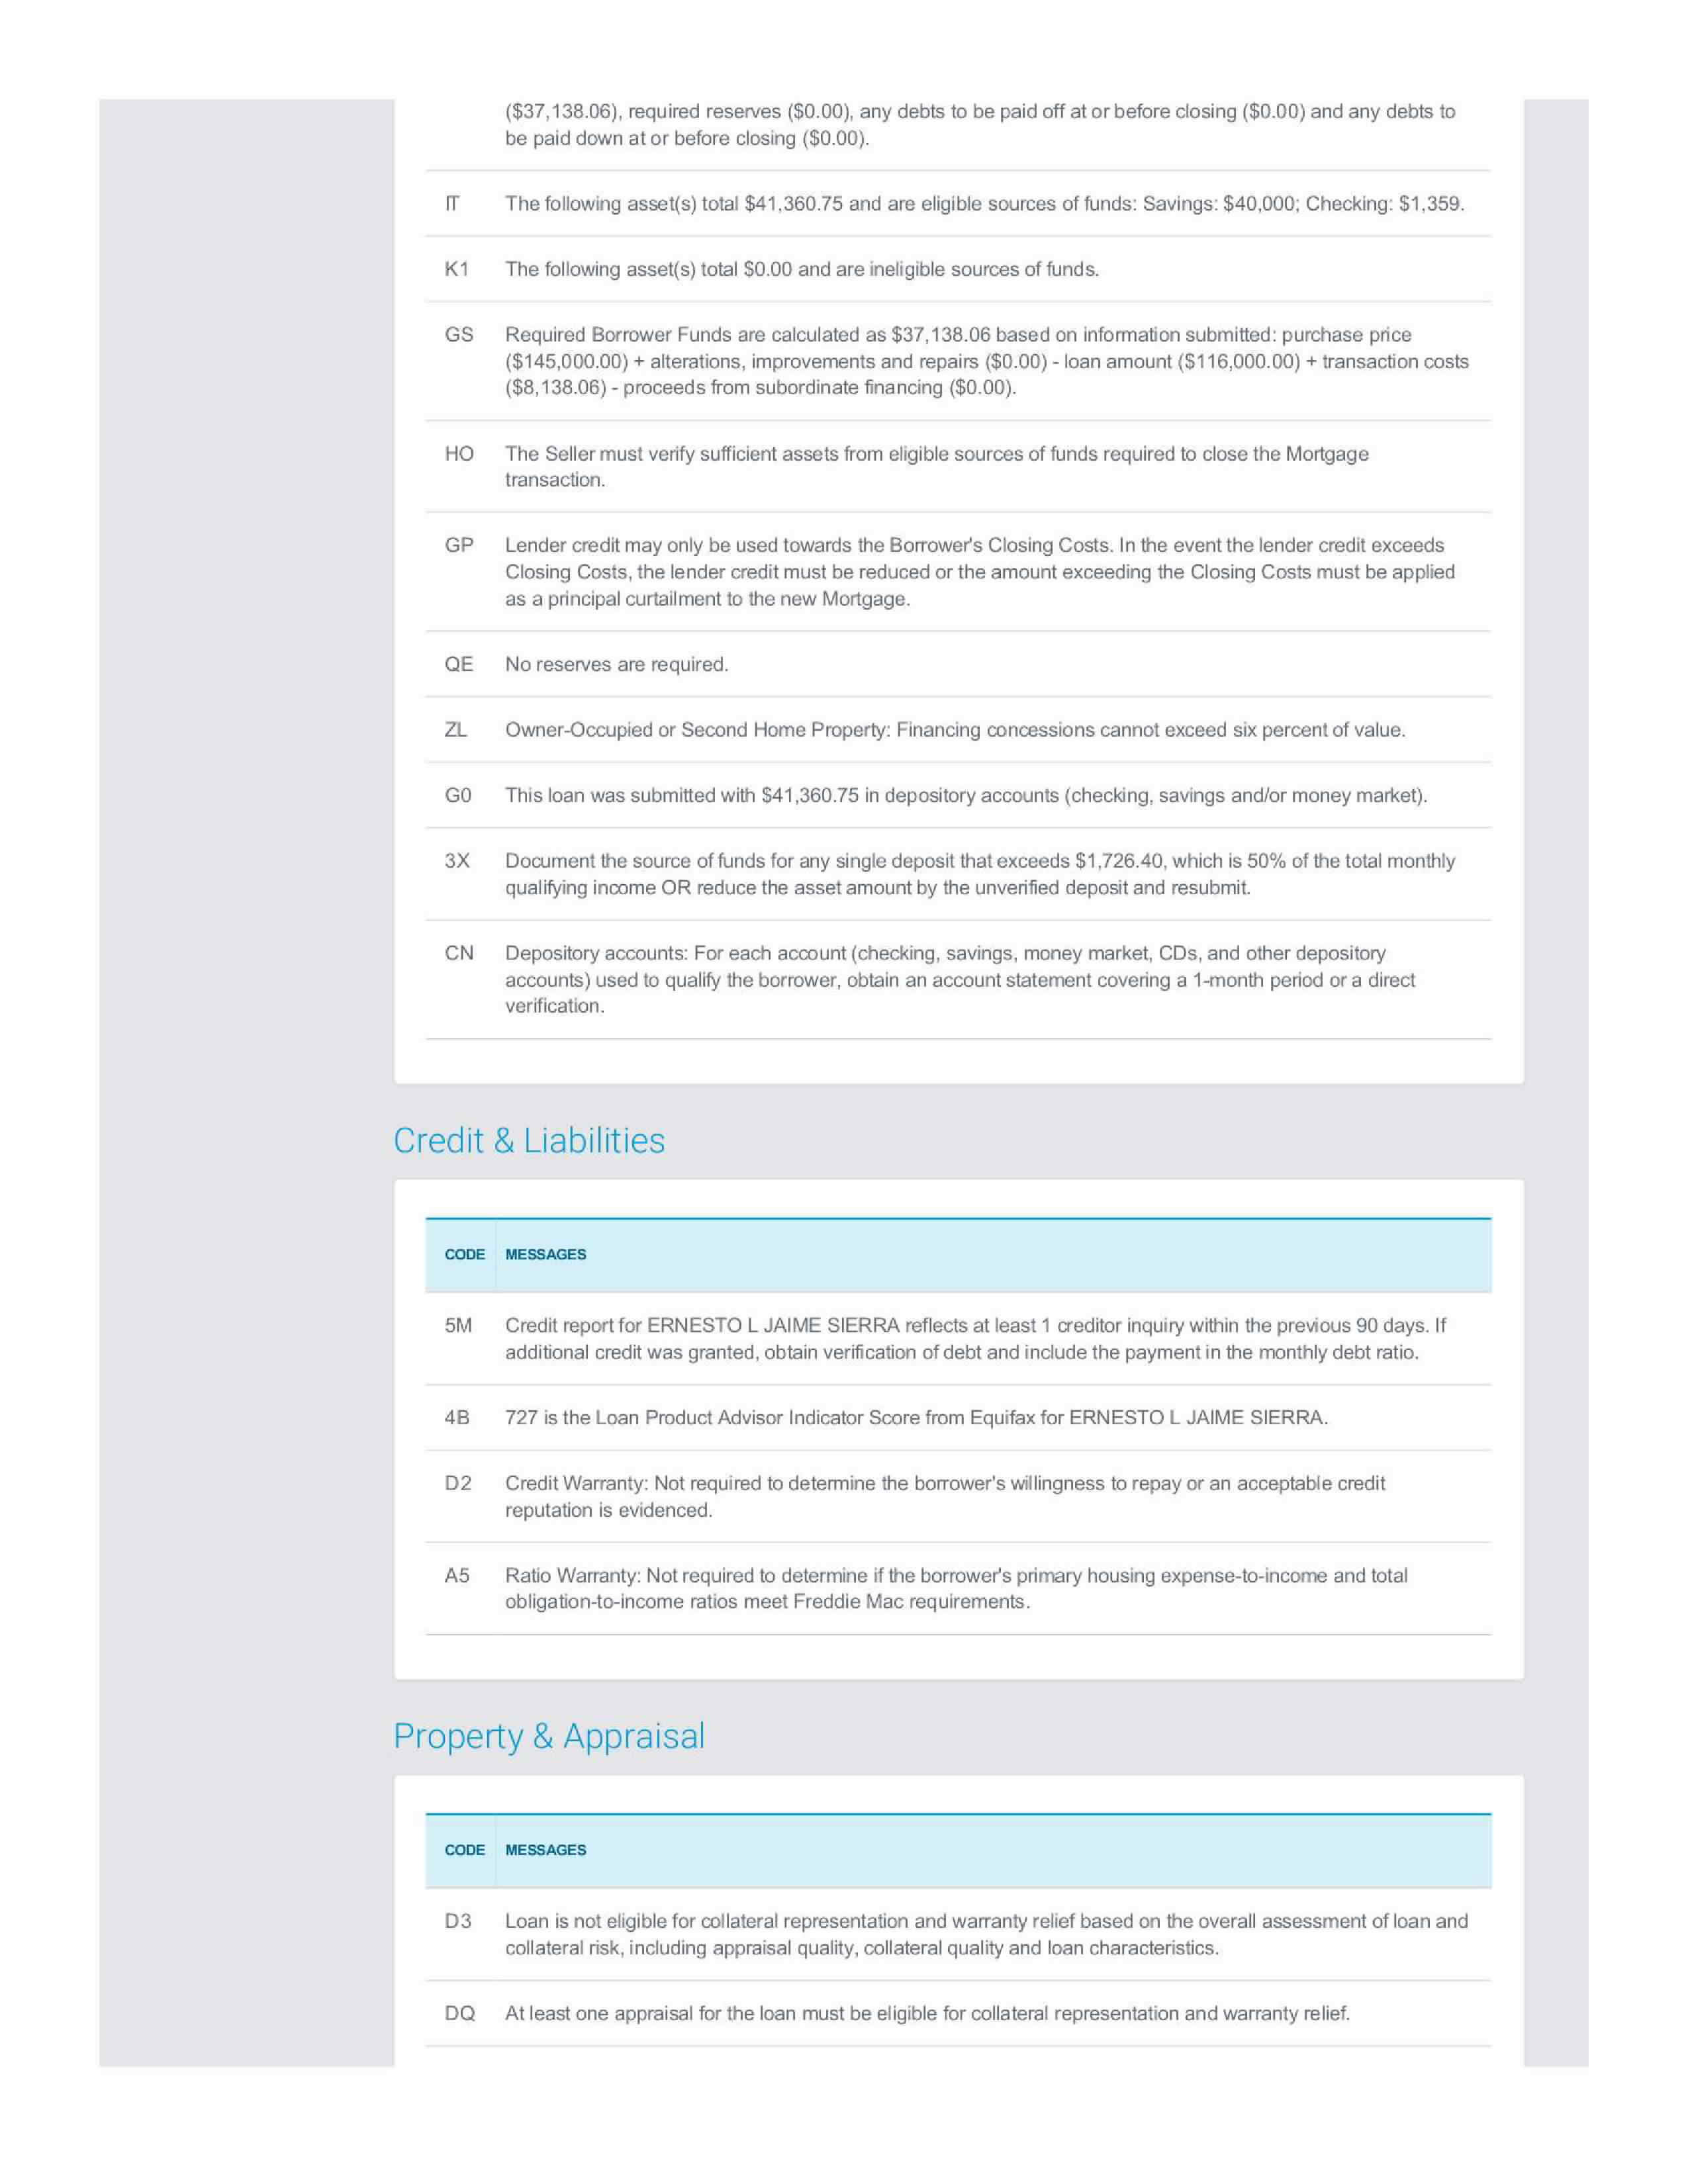 ($37,138.06), required reserves ($0.00), any debts to be paid off at or before closing ($0.00) and any debts to
be paid down at or before closing ($0.00).
IT The following asset(s) total $41,360.75 and are eligible sources of funds: Savings: $40,000; Checking: $1,359.
K1 The following asset(s) total $0.00 and are ineligible sources of funds.
GS Required Borrower Funds are calculated as $37,138.06 based on information submitted: purchase price
($145,000.00) + alterations, improvements and repairs ($0.00) - loan amount ($116,000.00) + transaction costs
($8,138.06) - proceeds from subordinate financing ($0.00).
HO The Seller must verify sufficient assets from eligible sources of funds required to close the Mortgage
transaction.
GP Lender credit may only be used towards the Borrower's Closing Costs. In the event the lender credit exceeds
Closing Costs, the lender credit must be reduced or the amount exceeding the Closing Costs must be applied
as a principal curtailment to the new Mortgage.
QE No reserves are required.
ZL Owner-Occupied or Second Home Property: Financing concessions cannot exceed six percent of value.
G0 This loan was submitted with $41,360.75 in depository accounts (checking, savings and/or money market).
3X Document the source of funds for any single deposit that exceeds $1,726.40, which is 50% of the total monthly
qualifying income OR reduce the asset amount by the unverified deposit and resubmit.
CN Depository accounts: For each account (checking, savings, money market, CDs, and other depository
accounts) used to qualify the borrower, obtain an account statement covering a 1-month period or a direct
verification.
Credit & Liabilities
CODE MESSAGES
5M Credit report for ERNESTO L JAIME SIERRA reflects at least 1 creditor inquiry within the previous 90 days. If
additional credit was granted, obtain verification of debt and include the payment in the monthly debt ratio.
4B 727 is the Loan Product Advisor Indicator Score from Equifax for ERNESTO L JAIME SIERRA.
D2 Credit Warranty: Not required to determine the borrower's willingness to repay or an acceptable credit
reputation is evidenced.
A5 Ratio Warranty: Not required to determine if the borrower's primary housing expense-to-income and total
obligation-to-income ratios meet Freddie Mac requirements.
Property & Appraisal
CODE MESSAGES
D3 Loan is not eligible for collateral representation and warranty relief based on the overall assessment of loan and
collateral risk, including appraisal quality, collateral quality and loan characteristics.
DQ At least one appraisal for the loan must be eligible for collateral representation and warranty relief.